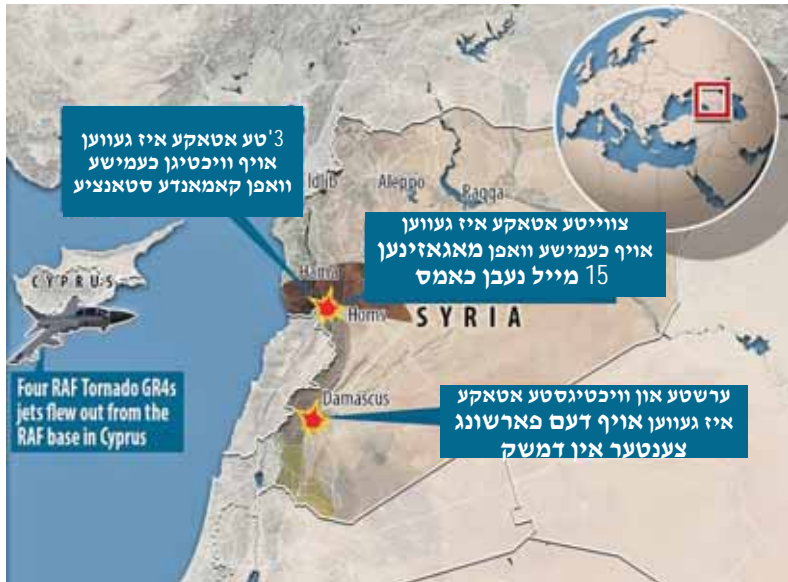 3'טע אטאקע איז געווען
אויף וויכטיגן כעמישע
וואפן קאמאנדע סטאנציע
Idlib
Aleppo
Raqqa
צווייטע אטאקע איז געווען
אויף כעמישע וואפן מאגאזינען
15 מייל נעבן כאמס
Hama
CYPRUS
Homs
SYRIA
Four RAF Tornado GR4s
jets flew out from the
RAF base in Cyprus
Damascus
ערשטע און וויכטיגסטע אטאקע
איז געווען אויף דעם פארשונג
צענטער אין דמשק